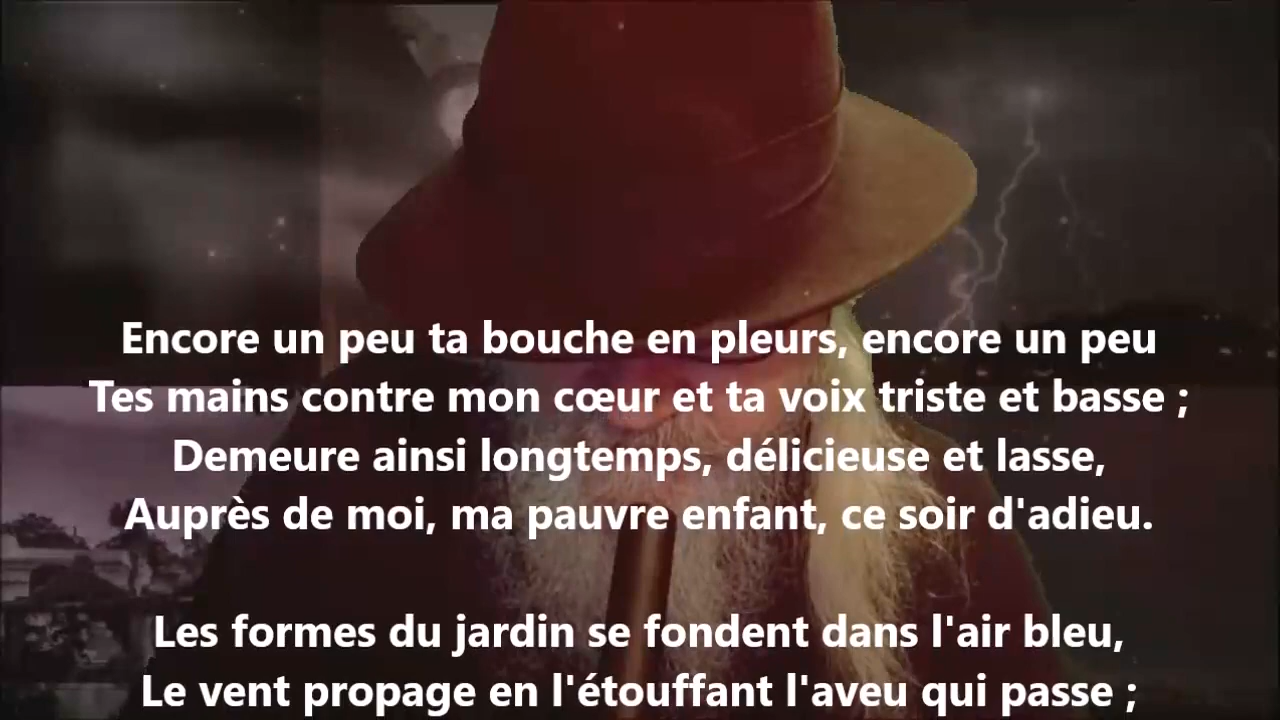 Encore un peu ta bouche en pleurs, encore un peu
Tes mains contre mon cœur et ta voix triste et basse ;
Demeure ainsi longtemps, délicieuse et lasse,
Auprès de moi, ma pauvre enfant, ce soir d'adieu.
Les formes du jardin se fondent dans l'air bleu,
Le vent propage en l'étouffant l'aveu qui passe ;